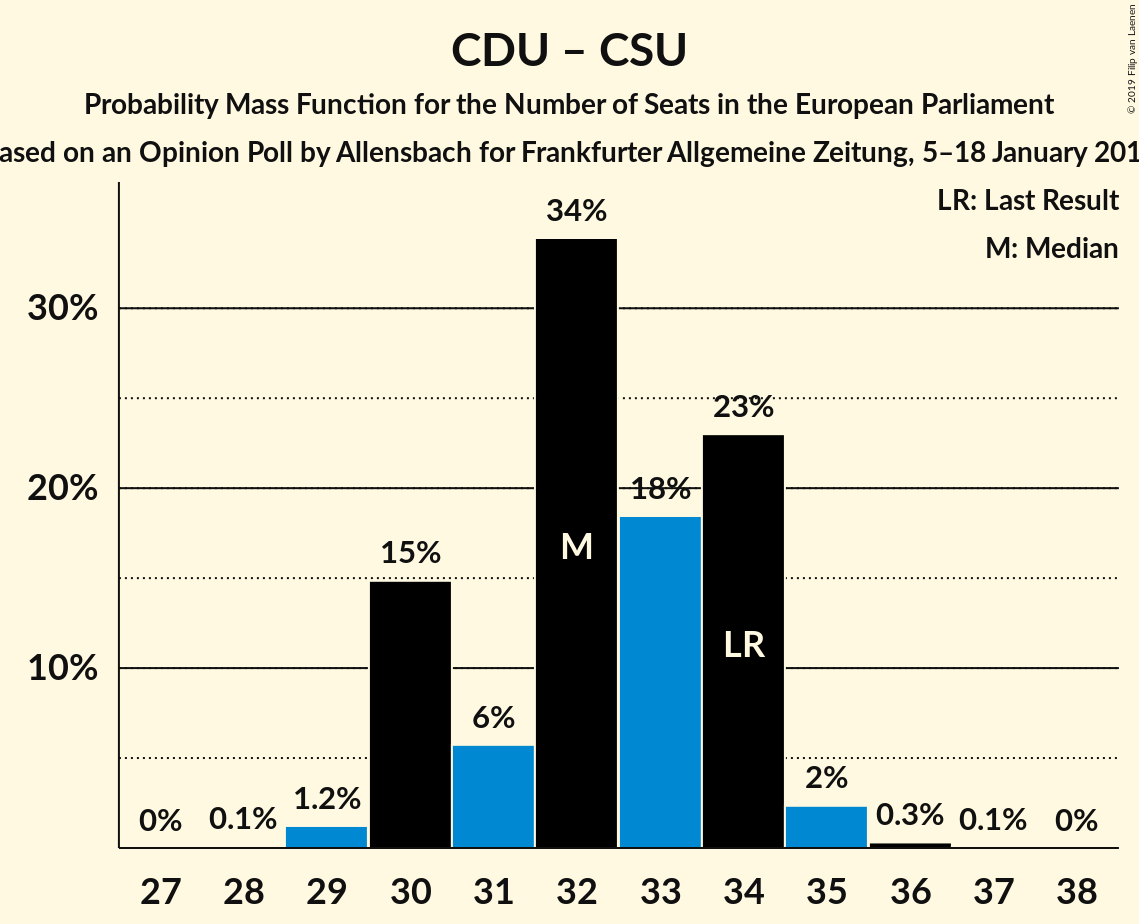 CDU – CSU
Probability Mass Function for the Number of Seats in the European Parliament
ased on an Opinion Poll by Allensbach for Frankfurter Allgemeine Zeitung, 5–18 January 201
© 2019 Filip van Laenen
LR: Last Result
M: Median
30%
20%
10%
0%
0.1%
1.2%
15%
6%
34%
18%
23%
2%
0.3%
0.1%
0%
M
LR
27 28 29 30 31 32 33 34 35 36 37 38